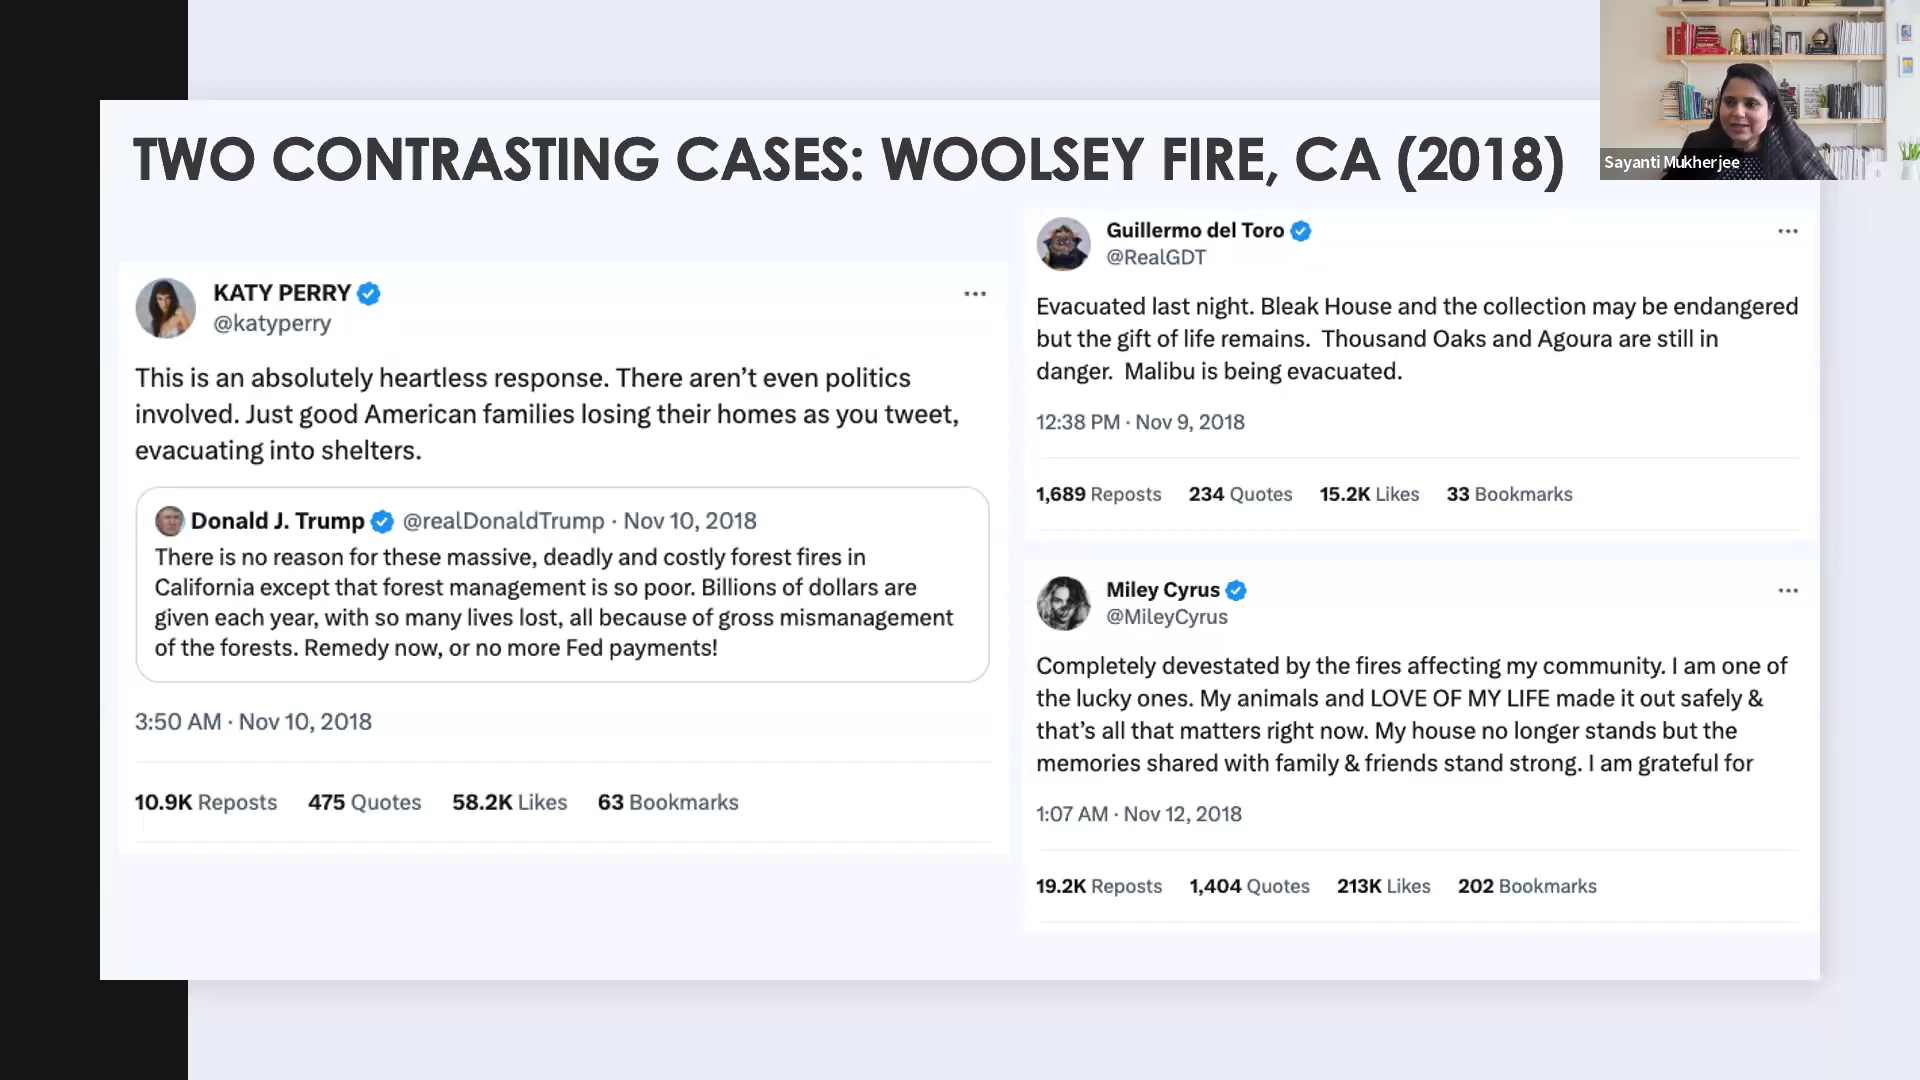 TWO CONTRASTING CASES: WOOLSEY FIRE, CA (2018)
Sayanti Mukherjee
KATY PERRY
@katyperry
This is an absolutely heartless response. There aren’t even politics
involved. Just good American families losing their homes as you tweet,
evacuating into shelters.
Donald J. Trump @realDonaldTrump · Nov 10, 2018
There is no reason for these massive, deadly and costly forest fires in
California except that forest management is so poor. Billions of dollars are
given each year, with so many lives lost, all because of gross mismanagement
of the forests. Remedy now, or no more Fed payments!
3:50 AM · Nov 10, 2018
10.9K Reposts 475 Quotes 58.2K Likes 63 Bookmarks
Guillermo del Toro
@RealGDT
Evacuated last night. Bleak House and the collection may be endangered
but the gift of life remains.  Thousand Oaks and Agoura are still in
danger.  Malibu is being evacuated.
12:38 PM · Nov 9, 2018
1,689 Reposts 234 Quotes 15.2K Likes 33 Bookmarks
Miley Cyrus
@MileyCyrus
Completely devestated by the fires affecting my community. I am one of
the lucky ones. My animals and LOVE OF MY LIFE made it out safely &
that’s all that matters right now. My house no longer stands but the
memories shared with family & friends stand strong. I am grateful for
1:07 AM · Nov 12, 2018
19.2K Reposts 1,404 Quotes 213K Likes 202 Bookmarks